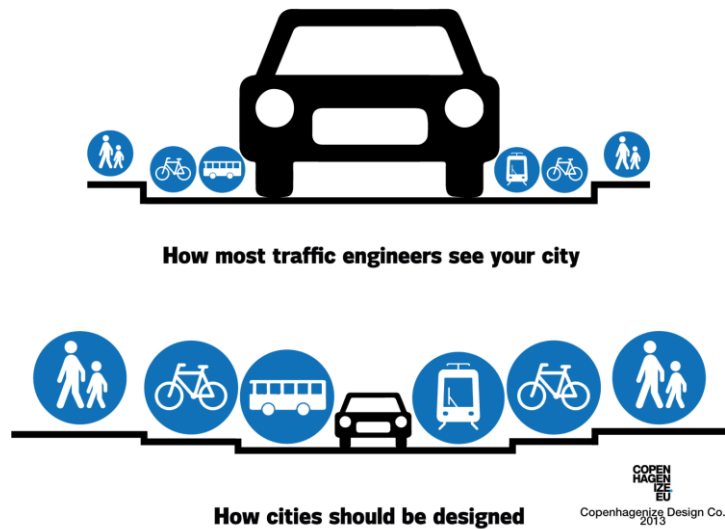 How most traffic engineers see your city
How cities should be designed
COPEN
HAGEN
IZE.
EU
Copenhagenize Design Co.
2013